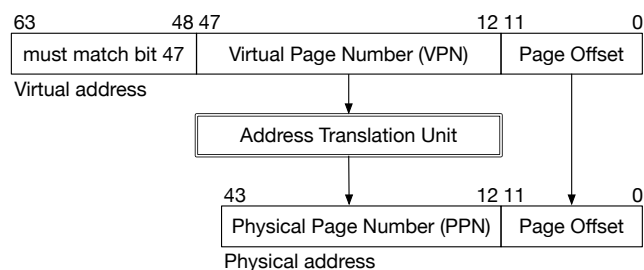 63 48 47 12 11 0
must match bit 47 Virtual Page Number (VPN) Page Offset
Virtual address
Address Translation Unit
43 12 11 0
Physical Page Number (PPN) Page Offset
Physical address